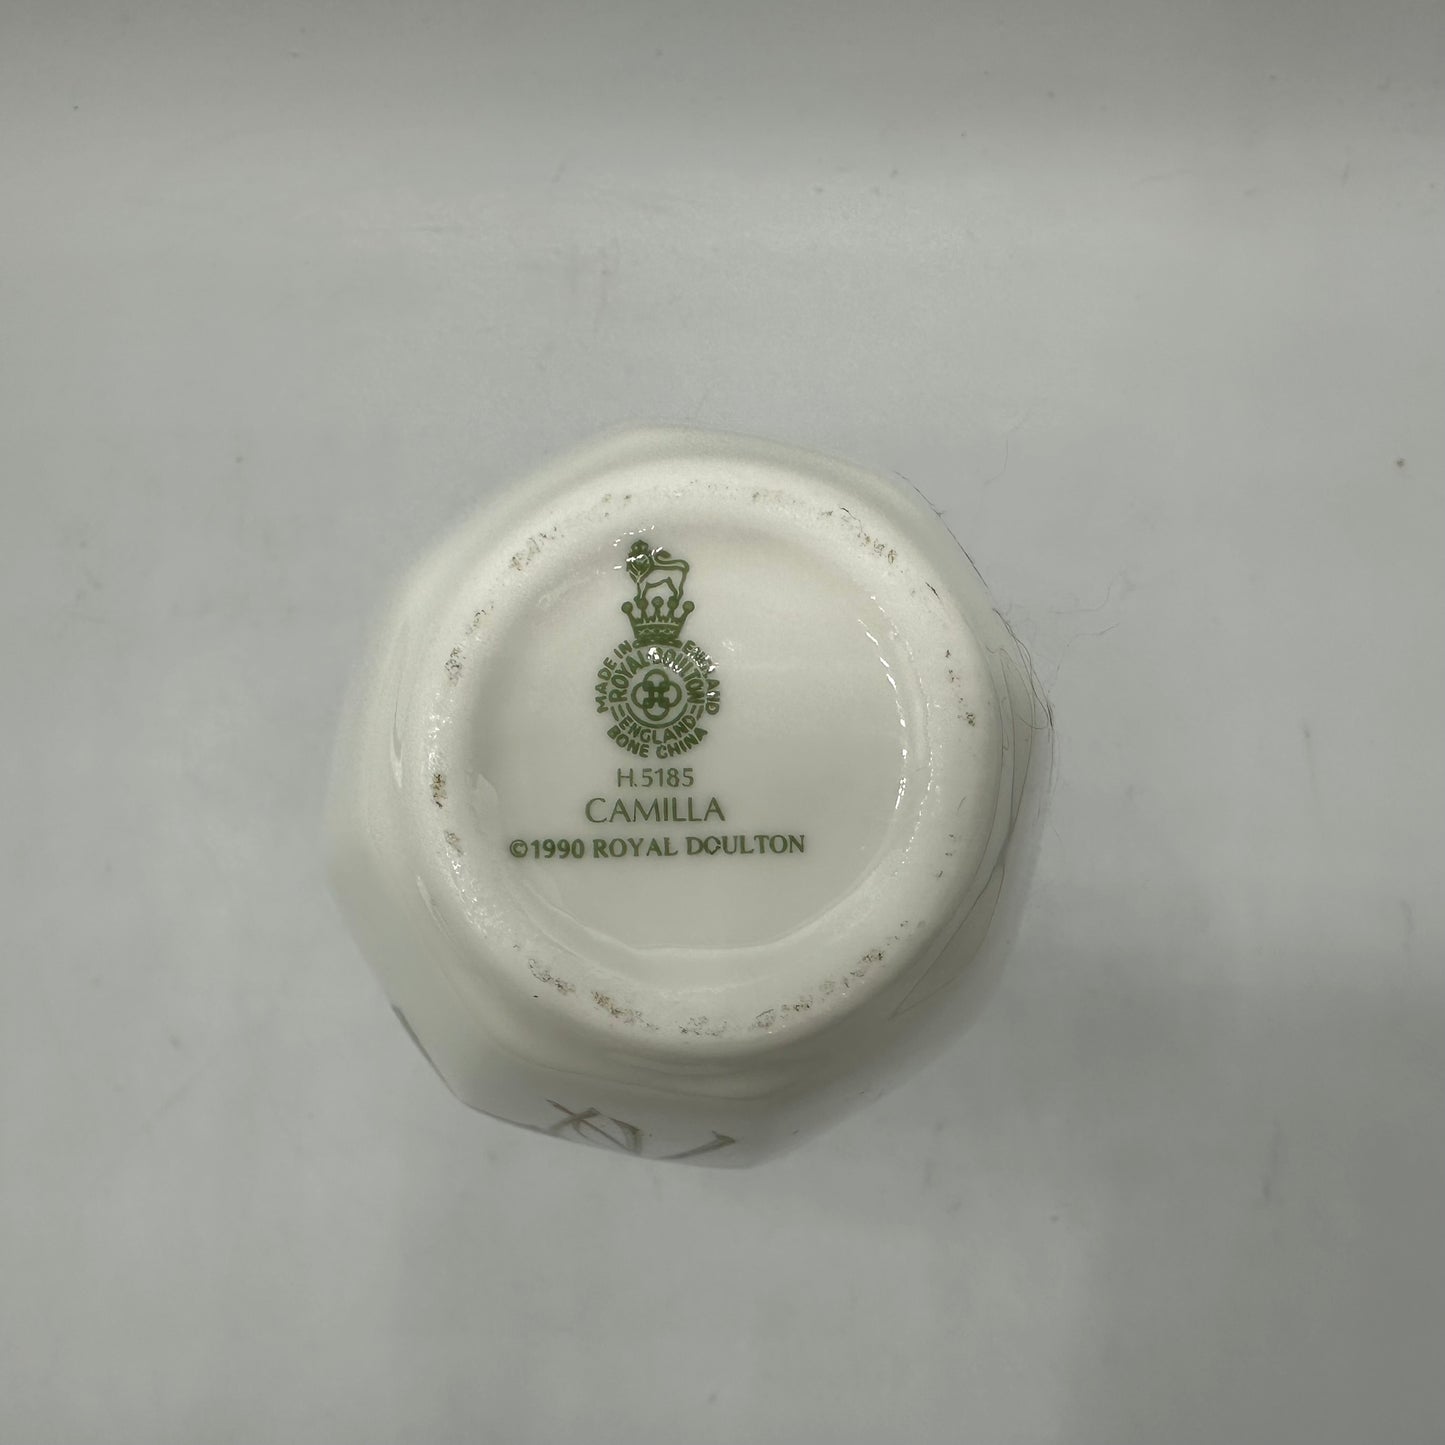 MADE IN ENGLAND
ROYAL DOULTON
ENGLAND
BONE CHINA
H.5185
CAMILLA
©1990 ROYAL DOULTON